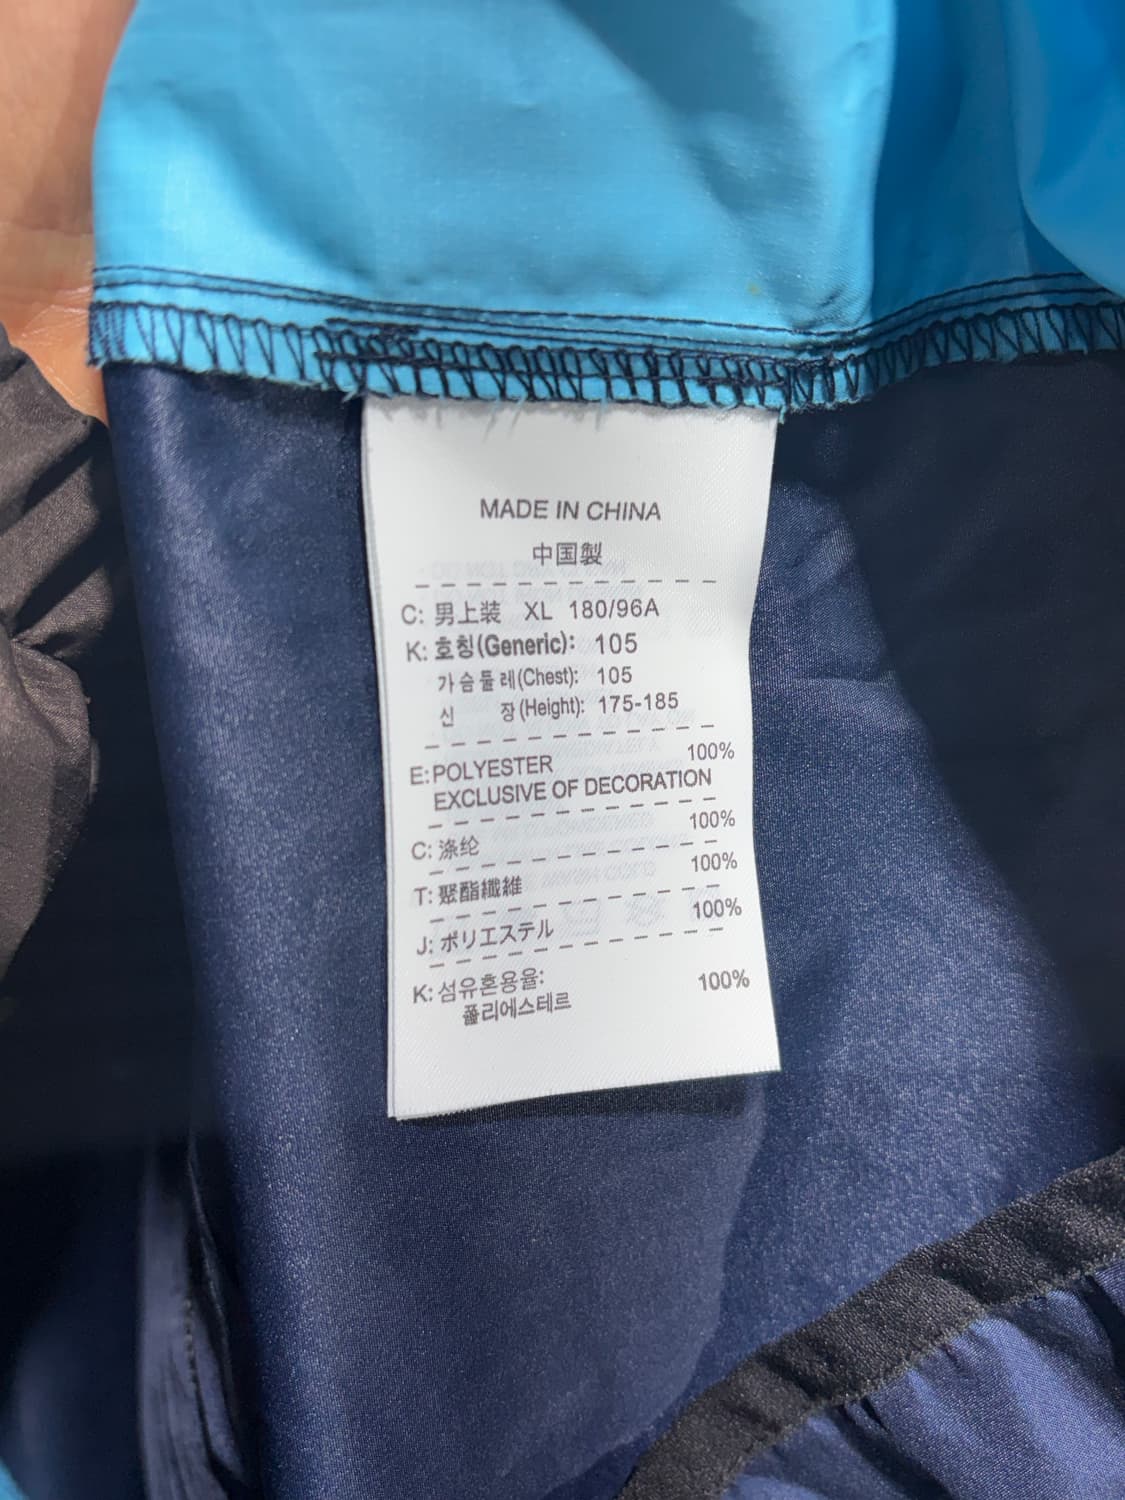 MADE IN CHINA
中国製
C: 男上装 XL 180/96A
K: 호칭(Generic): 105
가슴둘레(Chest): 105
신 장(Height): 175-185
E: POLYESTER 100%
EXCLUSIVE OF DECORATION
C: 涤纶 100%
T: 聚酯纖維 100%
J: ポリエステル 100%
K: 섬유혼용율:
폴리에스테르 100%